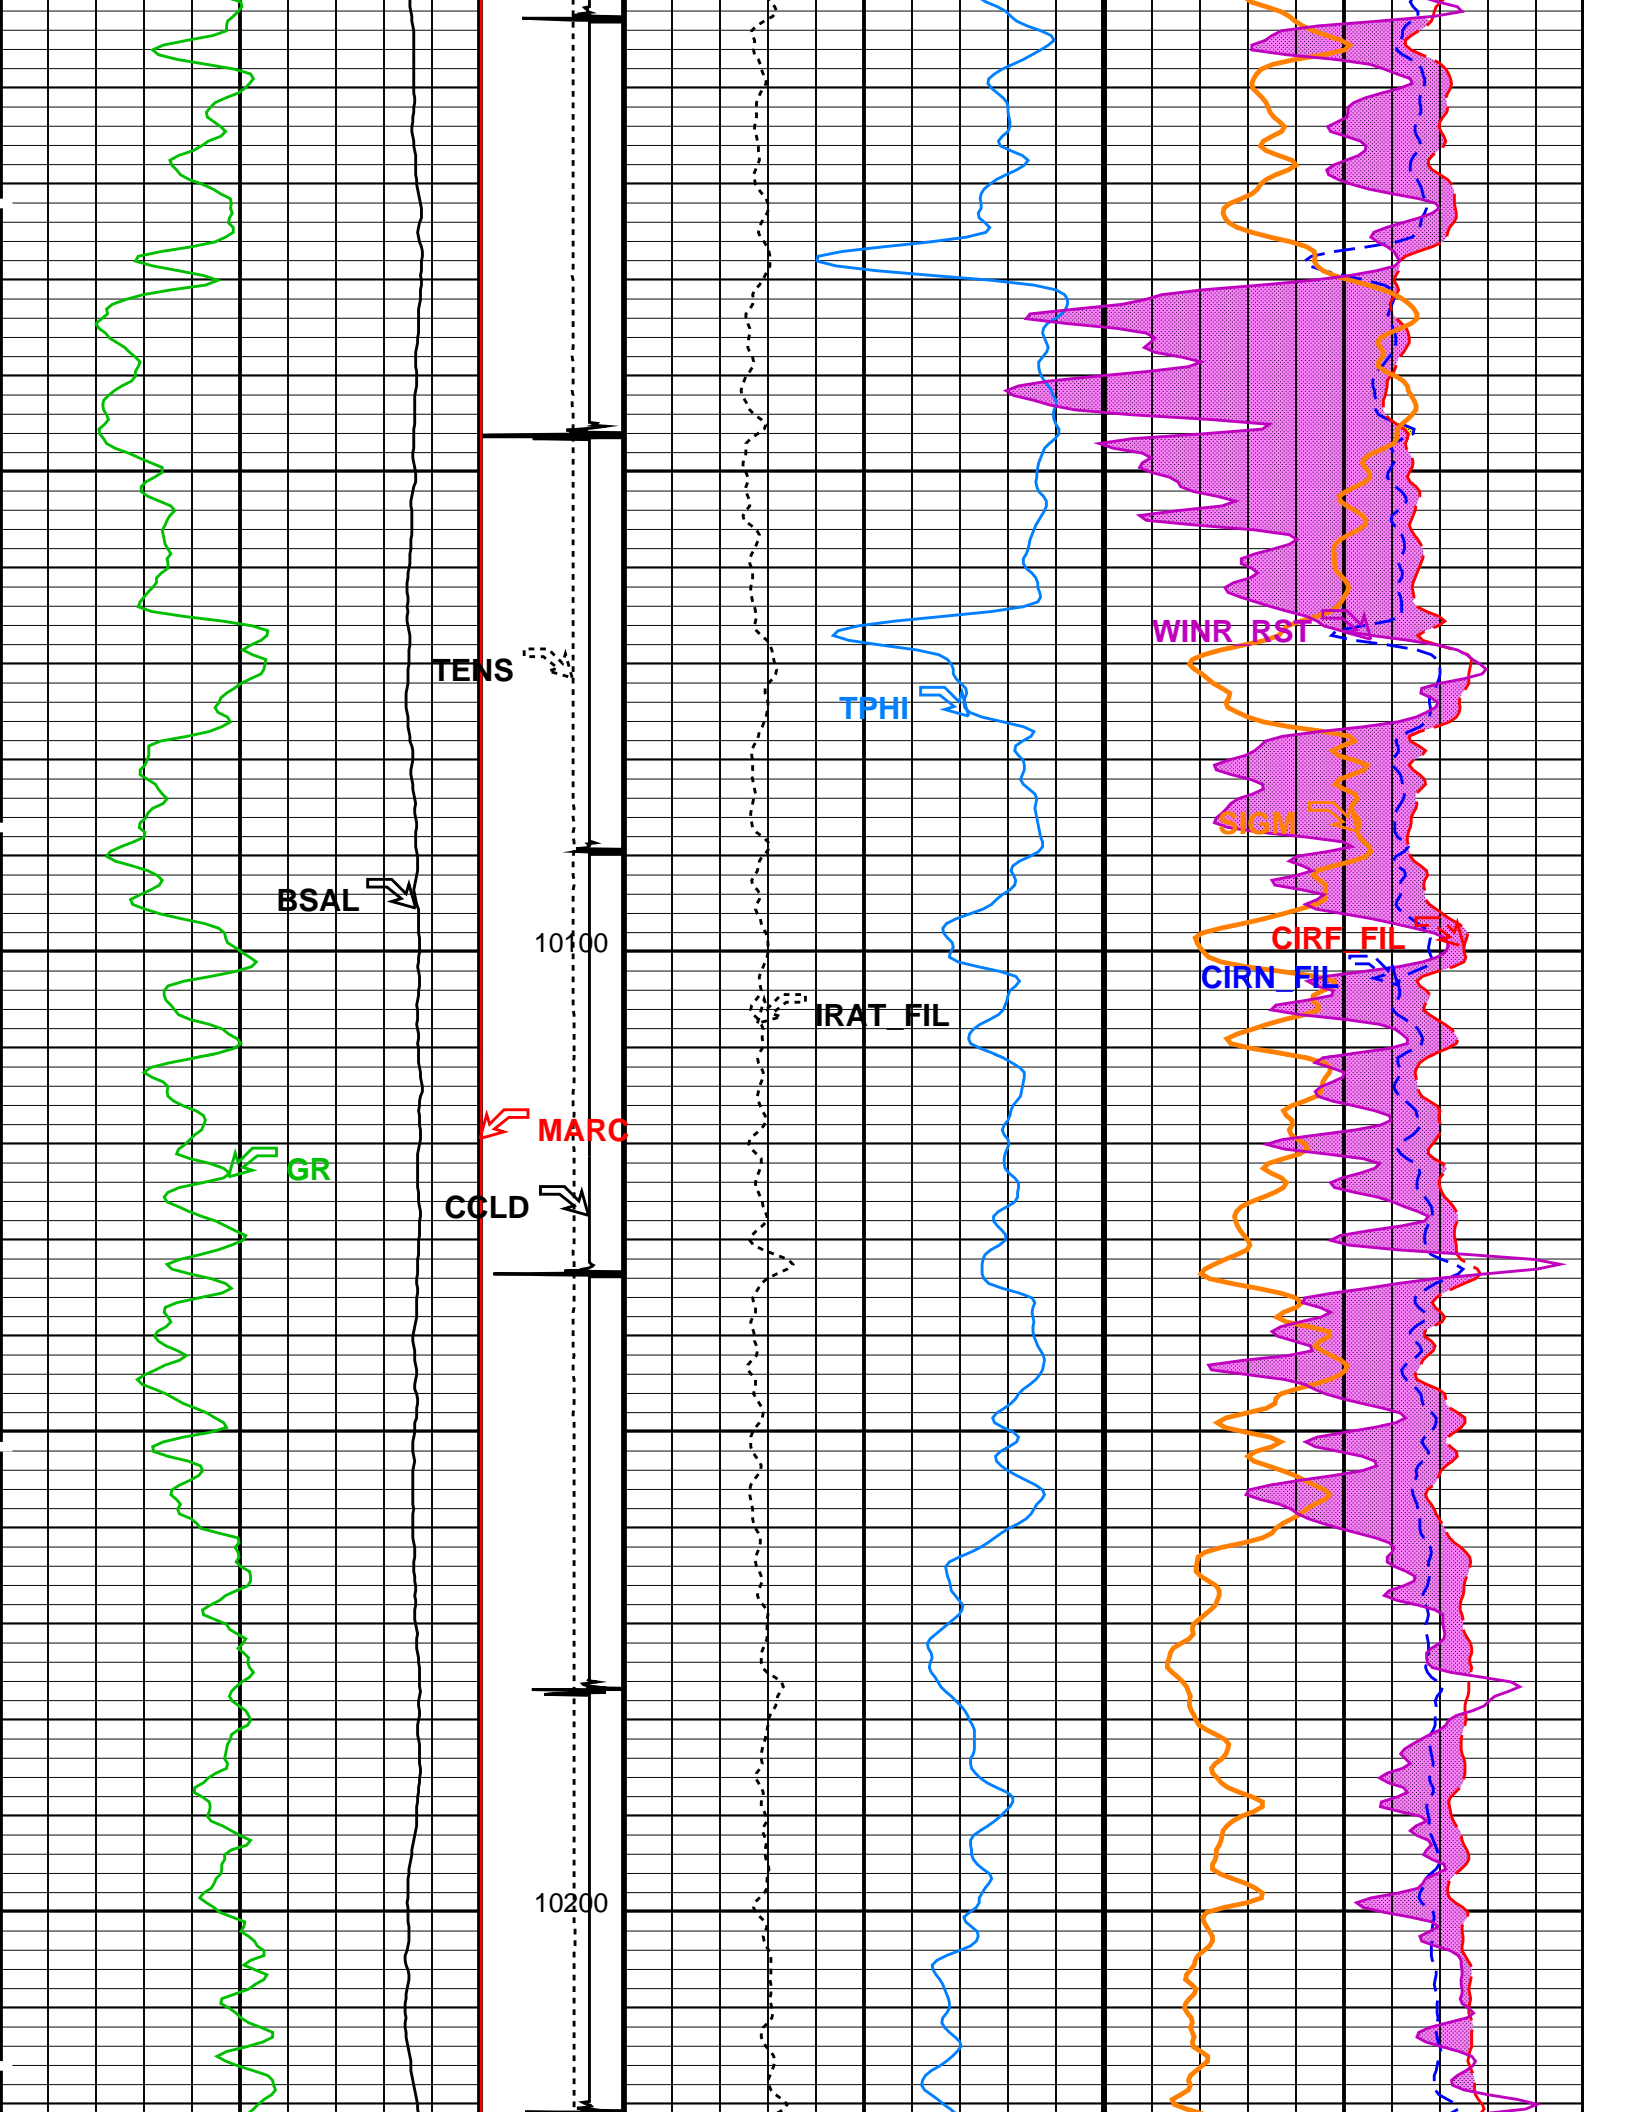 WINR_RST
TENS
TPHI
SIGM
BSAL
CIRF_FIL
10100
CIRN_FIL
IRAT_FIL
MARC
GR
CCLD
10200